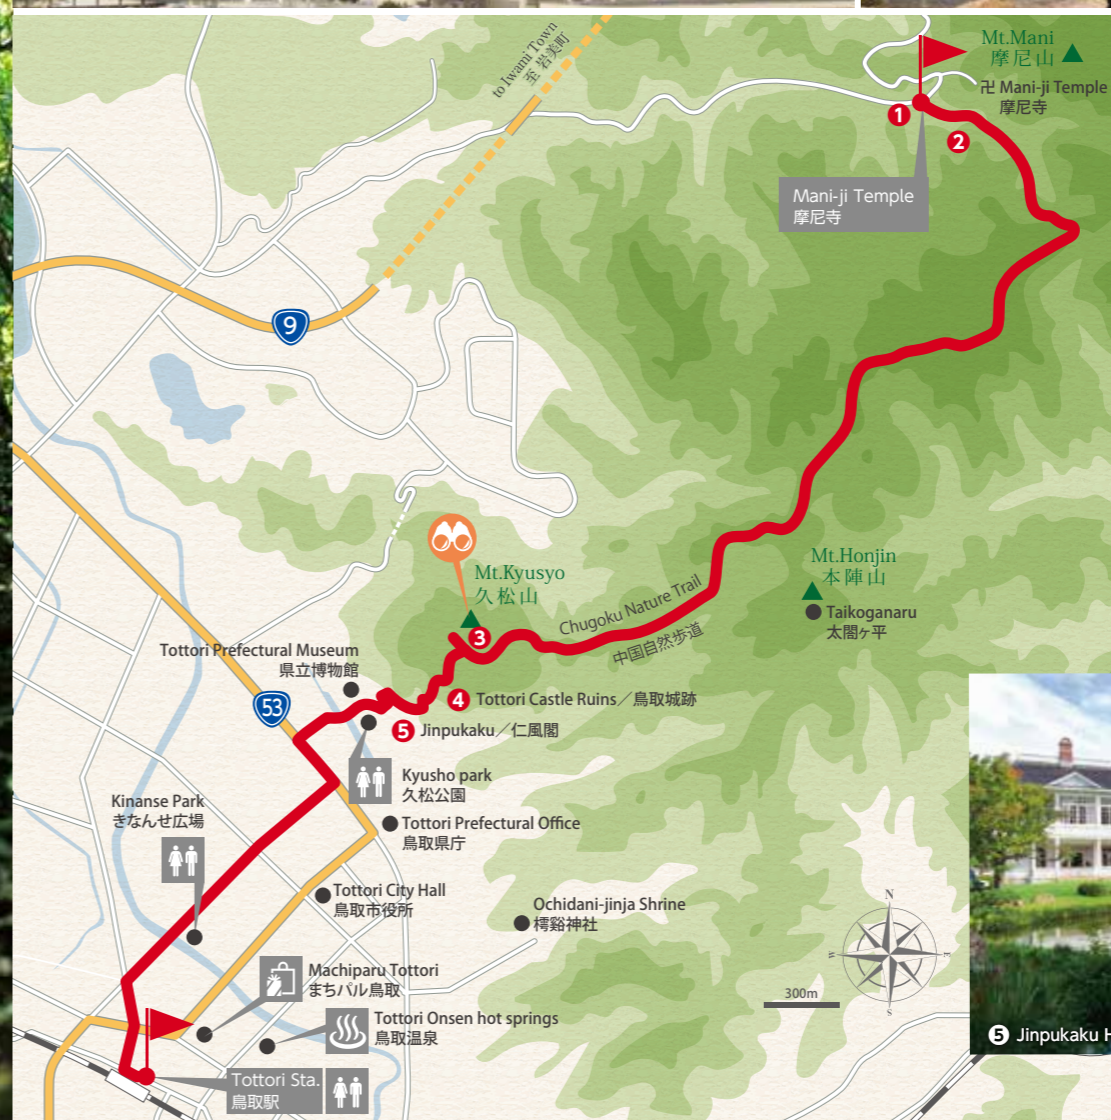 to Iwami Town
至 岩美町
Mt.Mani
摩尼山
卍 Mani-ji Temple
摩尼寺
1
2
Mani-ji Temple
摩尼寺
9
Mt.Kyusyo
久松山
3
Chugoku Nature Trail
中国自然歩道
Mt.Honjin
本陣山
Taikoganaru
太閤ヶ平
Tottori Prefectural Museum
県立博物館
53
4 Tottori Castle Ruins／鳥取城跡
5 Jinpukaku／仁風閣
Kyusho park
久松公園
Kinanse Park
きなんせ広場
Tottori Prefectural Office
鳥取県庁
Tottori City Hall
鳥取市役所
Ochidani-jinja Shrine
樗谿神社
Machiparu Tottori
まちパル鳥取
Tottori Onsen hot springs
鳥取温泉
Tottori Sta.
鳥取駅
N
W
E
S
300m
5 Jinpukaku H